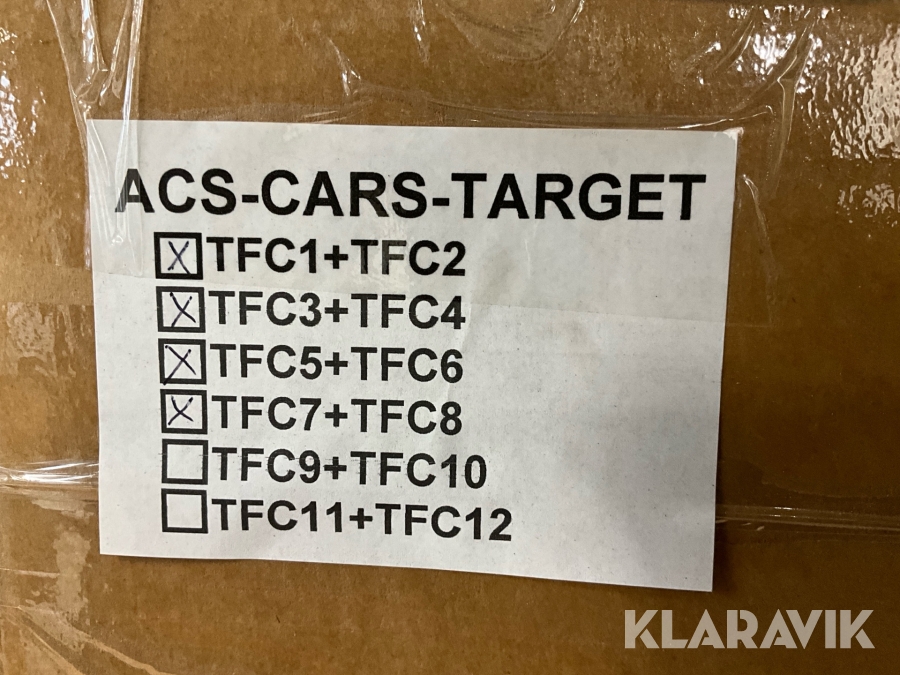 ACS-CARS-TARGET
☒ TFC1+TFC2
☒ TFC3+TFC4
☒ TFC5+TFC6
☒ TFC7+TFC8
☐ TFC9+TFC10
☐ TFC11+TFC12
KLARAVIK